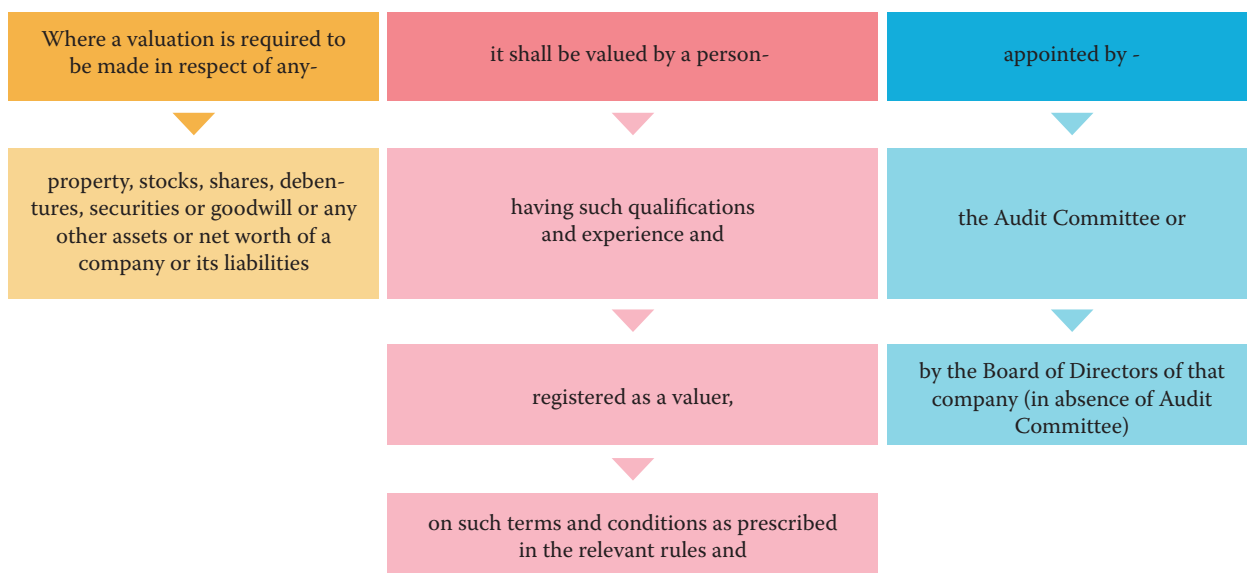 Where a valuation is required to
be made in respect of any-
property, stocks, shares, deben-
tures, securities or goodwill or any
other assets or net worth of a
company or its liabilities
it shall be valued by a person-
having such qualifications
and experience and
registered as a valuer,
on such terms and conditions as prescribed
in the relevant rules and
appointed by -
the Audit Committee or
by the Board of Directors of that
company (in absence of Audit
Committee)